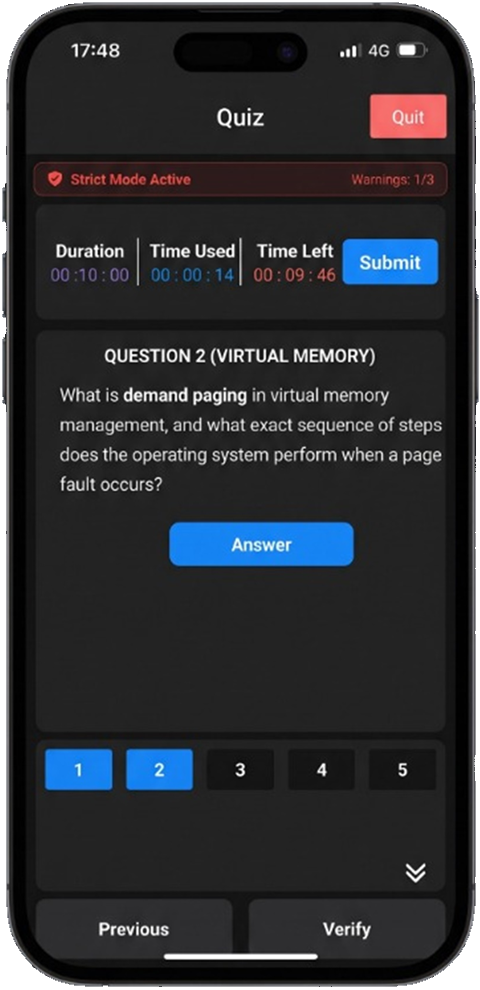 17:48 4G
Quiz Quit
Strict Mode Active Warnings: 1/3
Duration Time Used Time Left Submit
00:10:00 00:00:14 00:09:46
QUESTION 2 (VIRTUAL MEMORY)
What is demand paging in virtual memory
management, and what exact sequence of steps
does the operating system perform when a page
fault occurs?
Answer
1 2 3 4 5
Previous Verify